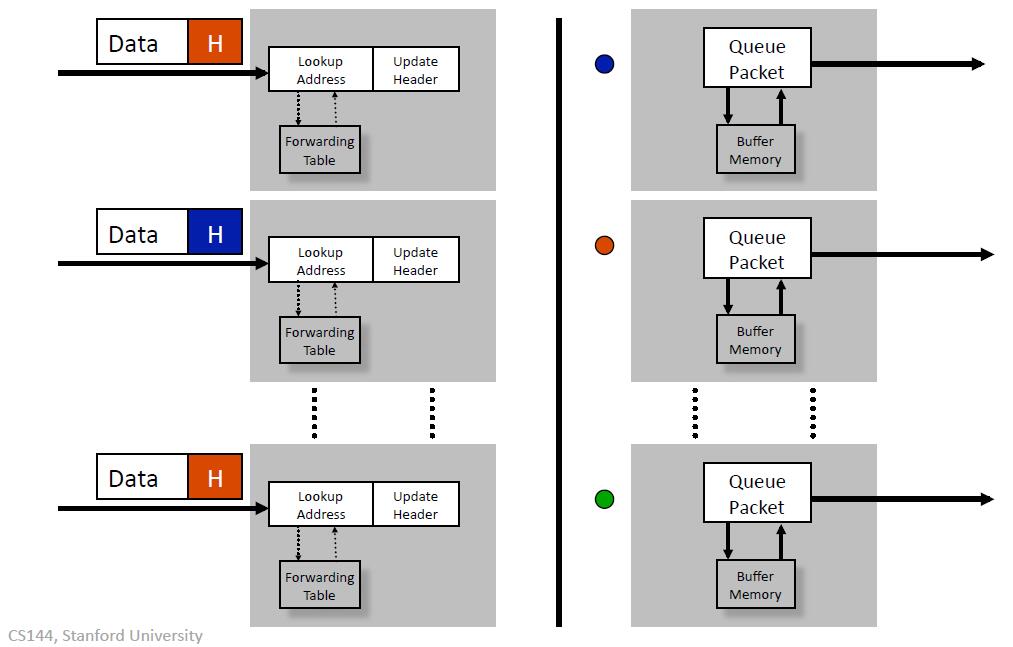 Data H
Lookup
Address
Update
Header
Forwarding
Table
Queue
Packet
Buffer
Memory
Data H
Lookup
Address
Update
Header
Forwarding
Table
Queue
Packet
Buffer
Memory
Data H
Lookup
Address
Update
Header
Forwarding
Table
Queue
Packet
Buffer
Memory
CS144, Stanford University